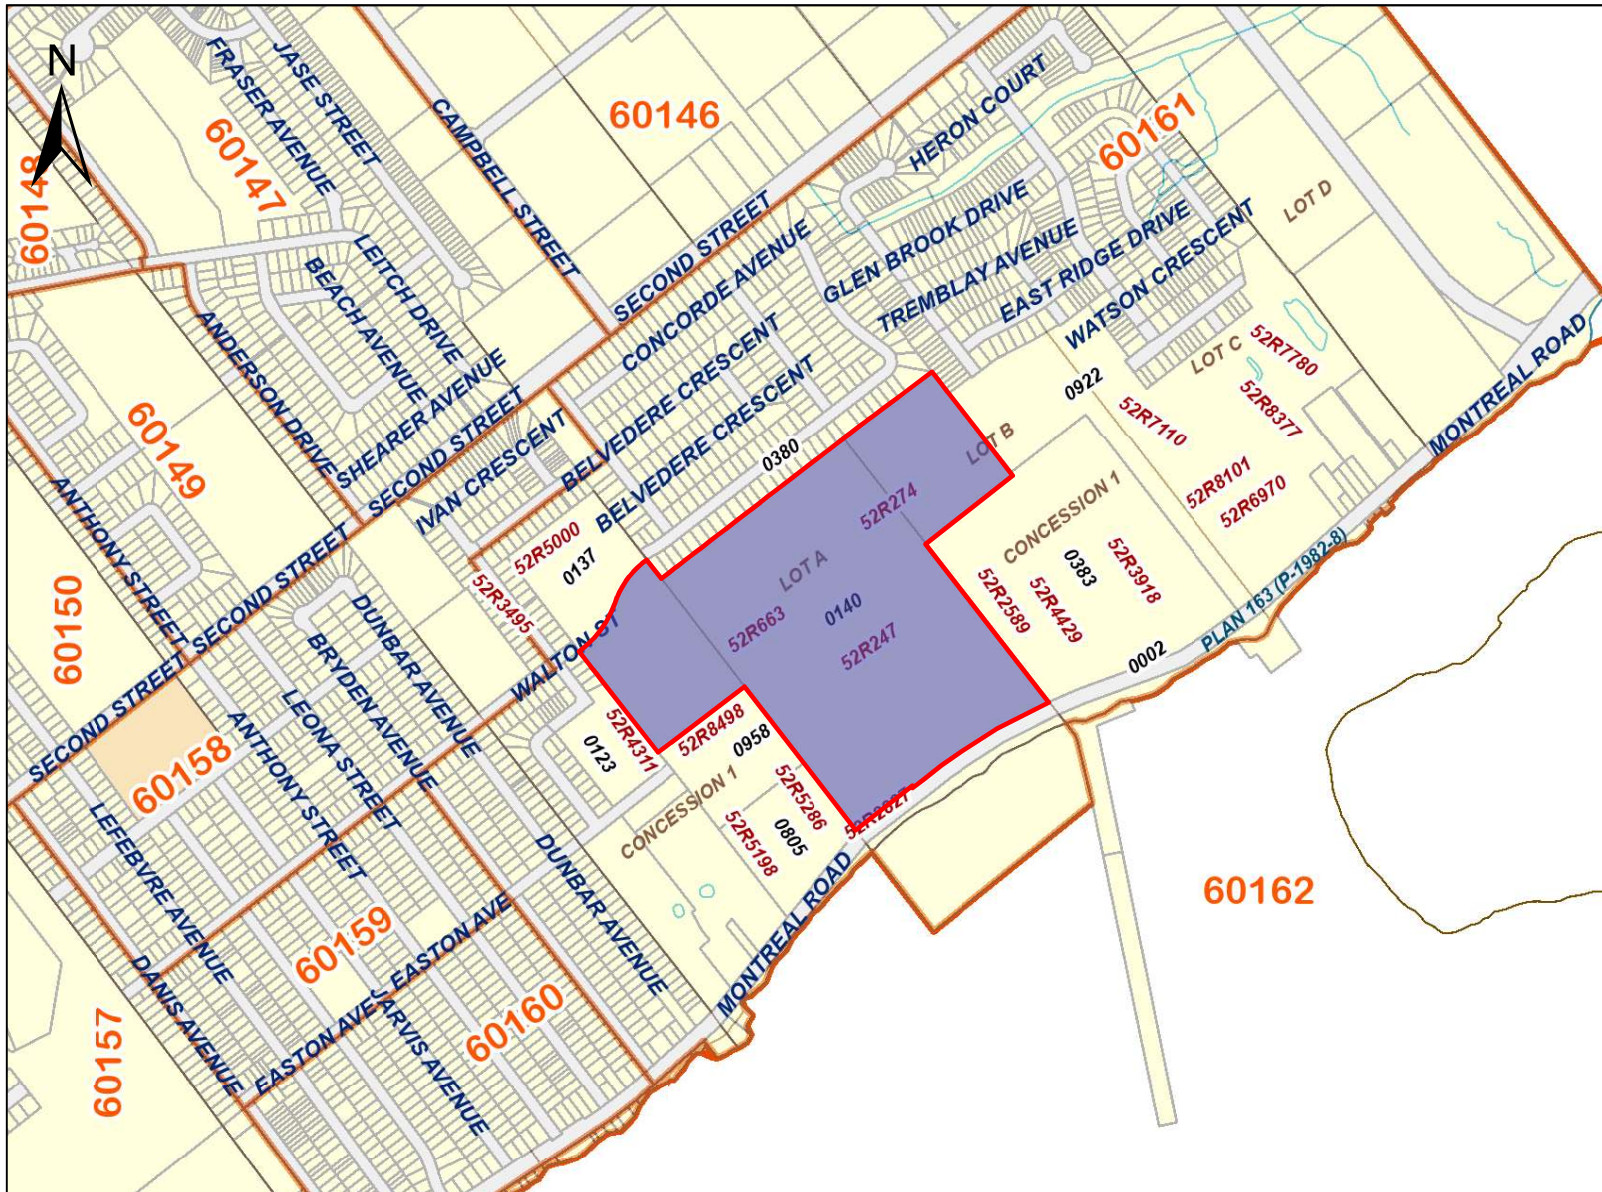 N
FRASER AVENUE
JASE STREET
CAMPBELL STREET
60146
60147
60148
HERON COURT
60161
LOT D
SECOND STREET
CONCORDE AVENUE
GLEN BROOK DRIVE
TREMBLAY AVENUE
EAST RIDGE DRIVE
WATSON CRESCENT
LEITCH DRIVE
BEACH AVENUE
ANDERSON DRIVE
SHEARER AVENUE
SECOND STREET
BELVEDERE CRESCENT
BELVEDERE CRESCENT
IVAN CRESCENT
LOT C
52R7780
52R8377
MONTREAL ROAD
0922
52R7110
52R8101
52R6970
LOT B
0380
52R274
60149
ANTHONY STREET
SECOND STREET
52R5000
0137
52R3495
LOT A
0140
52R663
52R247
CONCESSION 1
0383
52R3918
52R4429
52R2589
PLAN 163 (P-1982-8)
0002
60150
DUNBAR AVENUE
BRYDEN AVENUE
WALTON ST
SECOND STREET
60158
LEONA STREET
ANTHONY STREET
52R4311
0123
52R8498
0958
CONCESSION 1
52R5286
0805
52R5198
52R2827
LEFEBVRE AVENUE
DUNBAR AVENUE
MONTREAL ROAD
60162
60159
EASTON AVE
DANIS AVENUE
60157
EASTON AVE
JARVIS AVENUE
60160